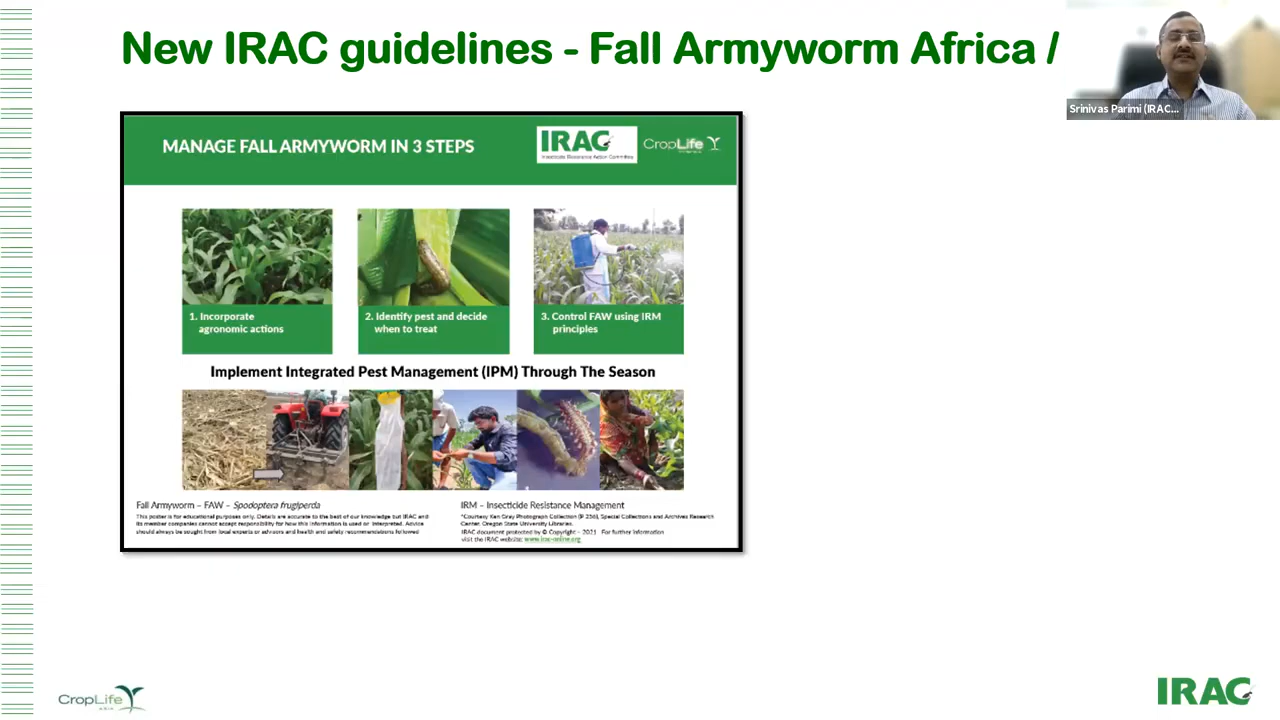 New IRAC guidelines - Fall Armyworm Africa /
Srinivas Parimi (IRAC...
MANAGE FALL ARMYWORM IN 3 STEPS
IRAC
Insecticide Resistance Action Committee
CropLife
1. Incorporate
agronomic actions
2. Identify pest and decide
when to treat
3. Control FAW using IRM
principles
Implement Integrated Pest Management (IPM) Through The Season
Fall Armyworm – FAW – Spodoptera frugiperda
This poster is for educational purposes only. Details are accurate to the best of our knowledge but IRAC and
its member companies cannot accept responsibility for how this information is used or interpreted. Advice
should always be sought from local experts or advisors and health and safety recommendations followed
IRM – Insecticide Resistance Management
*Courtesy Ken Gray Photograph Collection (P 236), Special Collections and Archives Research
Center, Oregon State University Libraries.
IRAC document protected by © Copyright – 2021 For further information
visit the IRAC website: www.irac-online.org
CropLife
ASIA
IRAC